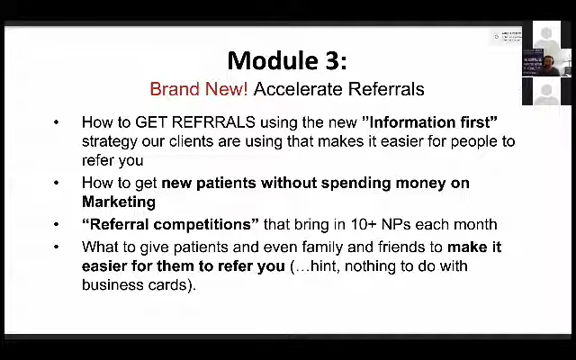 Module 3:
Brand New! Accelerate Referrals
• How to GET REFRRALS using the new "Information first"
strategy our clients are using that makes it easier for people to
refer you
• How to get new patients without spending money on
Marketing
• "Referral competitions" that bring in 10+ NPs each month
• What to give patients and even family and friends to make it
easier for them to refer you (…hint, nothing to do with
business cards).